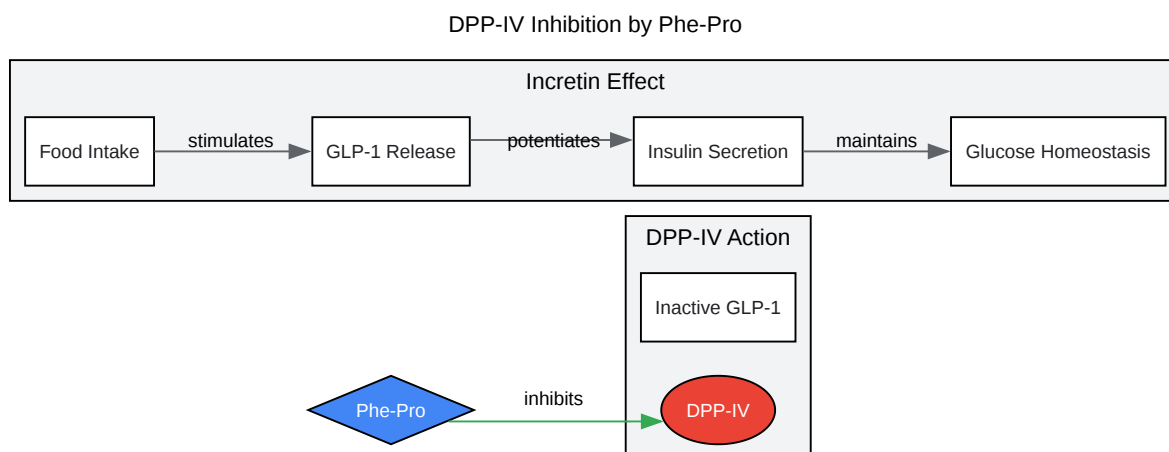 DPP-IV Inhibition by Phe-Pro
Incretin Effect
Food Intake
stimulates
GLP-1 Release
potentiates
Insulin Secretion
maintains
Glucose Homeostasis
DPP-IV Action
Inactive GLP-1
Phe-Pro
inhibits
DPP-IV